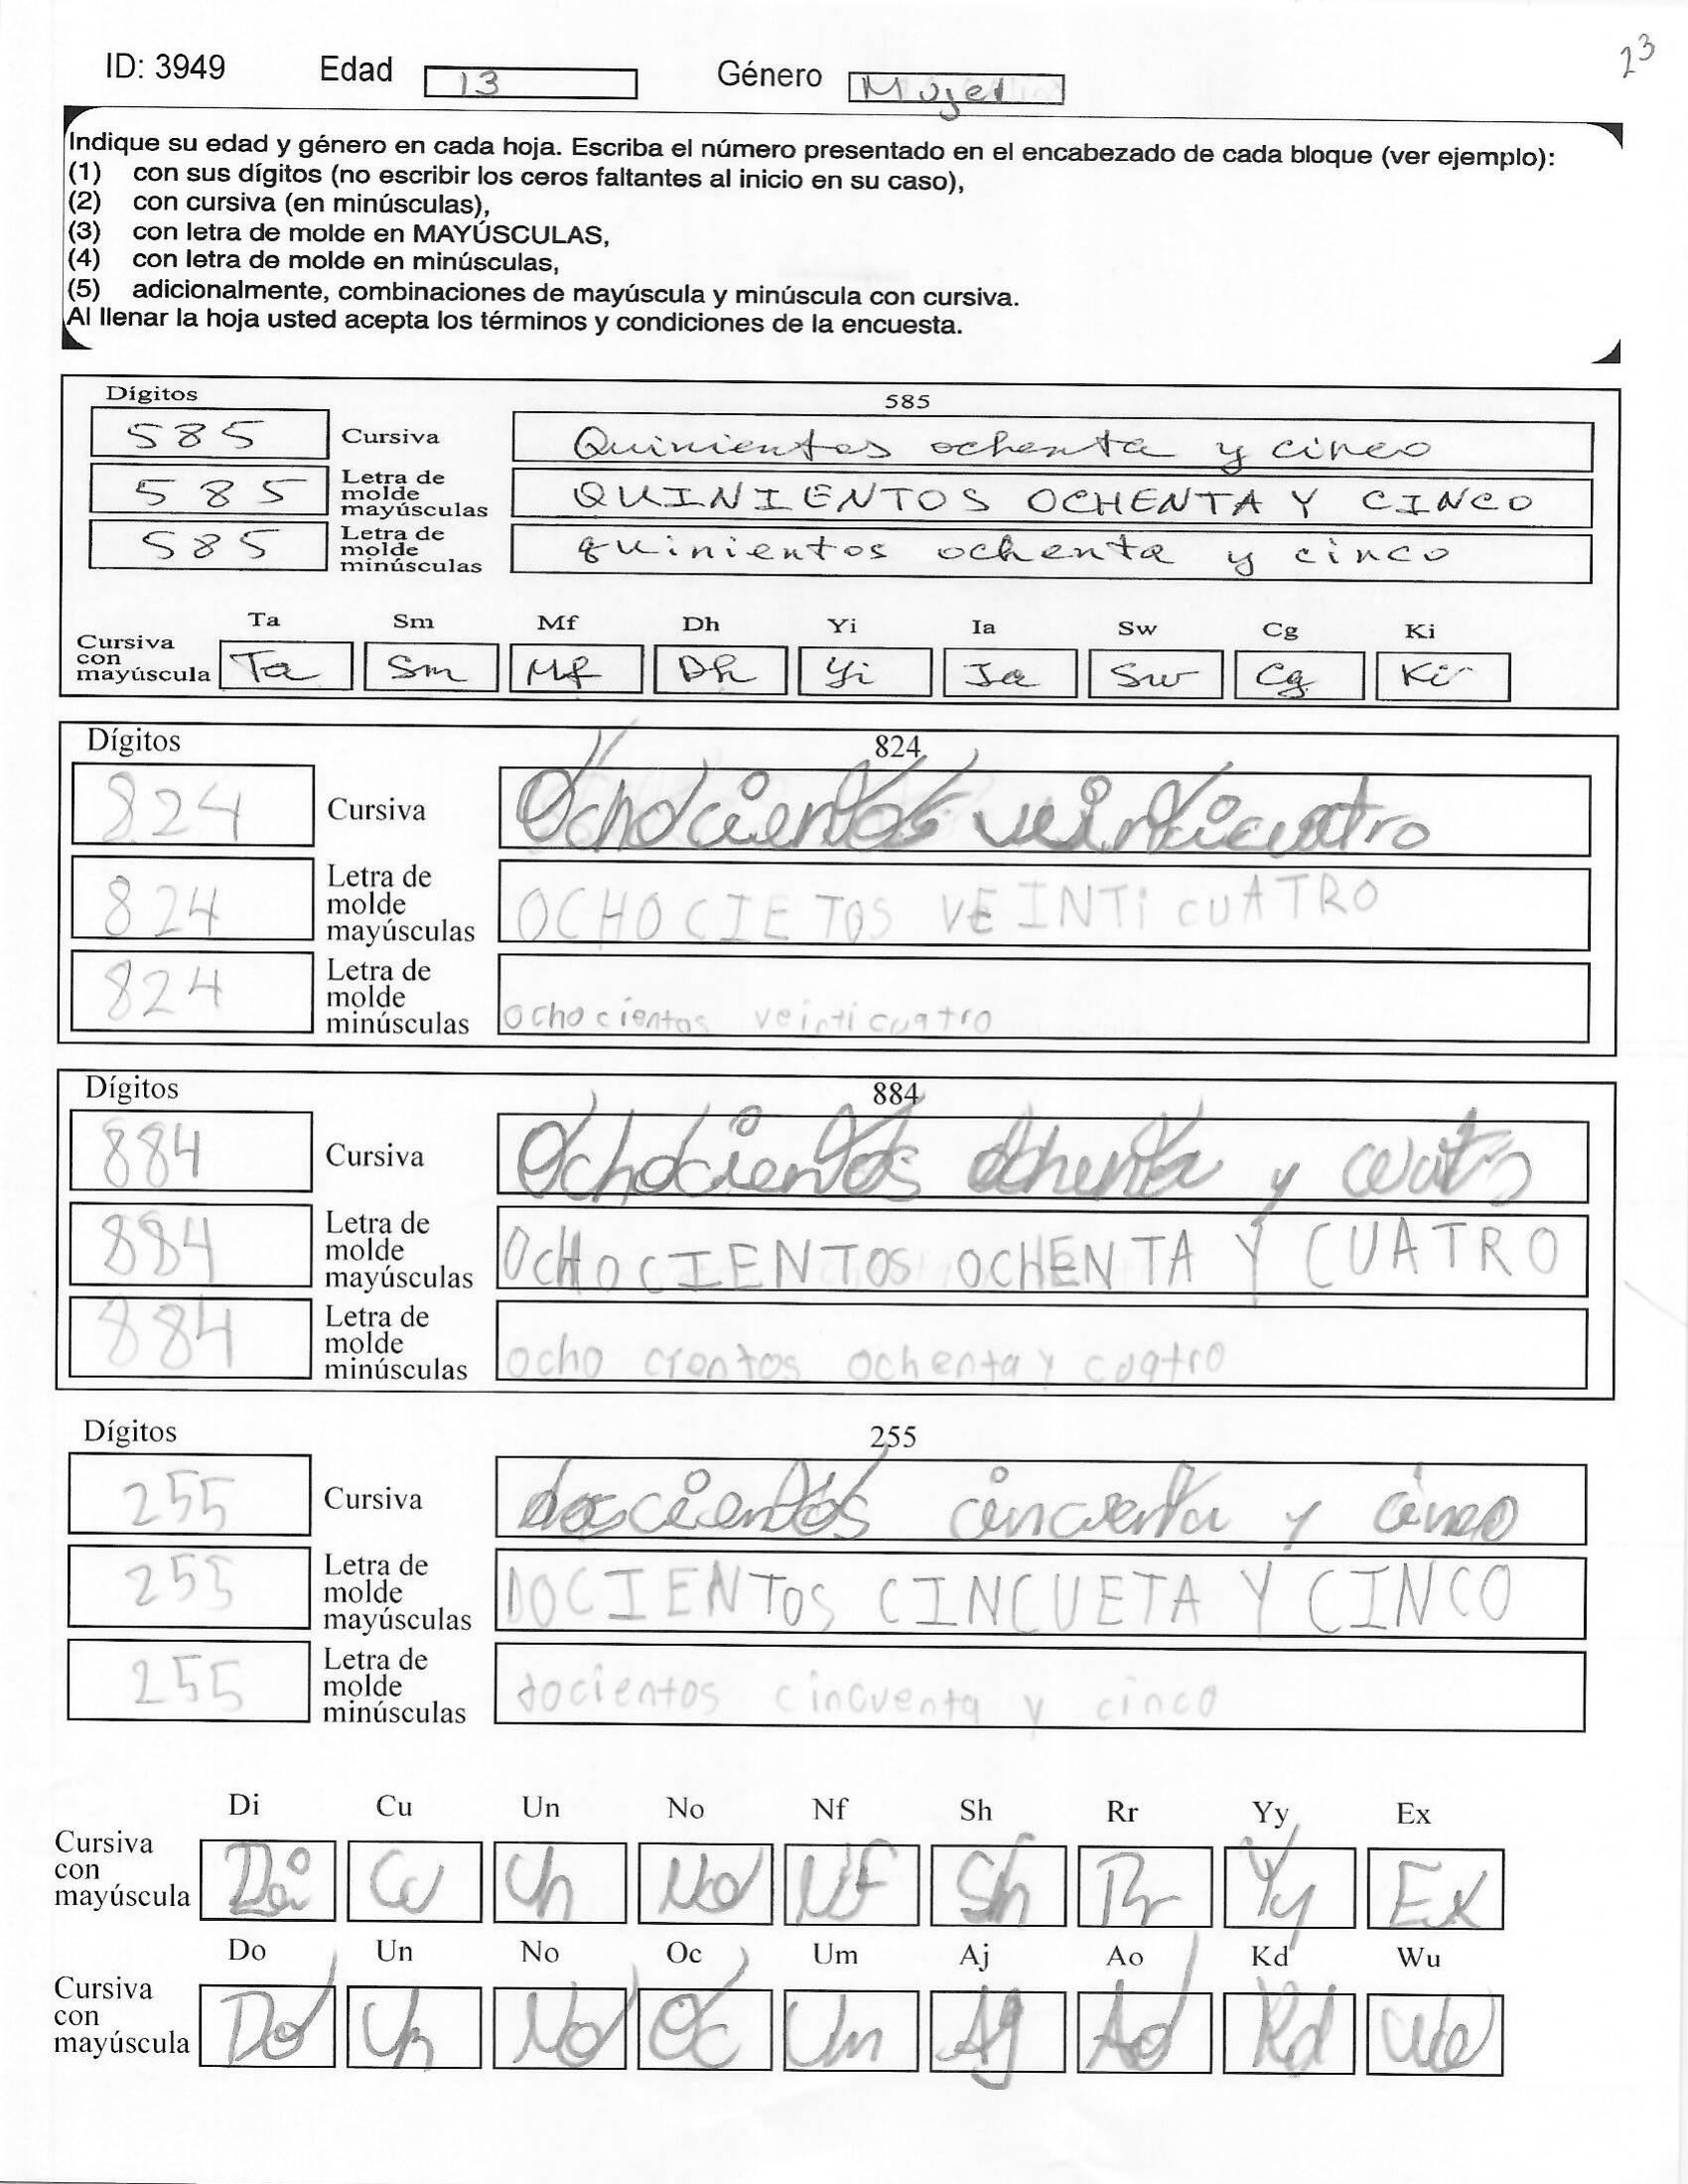 23
ID: 3949 Edad 13 Género Mujer
Indique su edad y género en cada hoja. Escriba el número presentado en el encabezado de cada bloque (ver ejemplo):
(1) con sus dígitos (no escribir los ceros faltantes al inicio en su caso),
(2) con cursiva (en minúsculas),
(3) con letra de molde en MAYÚSCULAS,
(4) con letra de molde en minúsculas,
(5) adicionalmente, combinaciones de mayúscula y minúscula con cursiva.
Al llenar la hoja usted acepta los términos y condiciones de la encuesta.
Dígitos 585
585 Cursiva Quinientos ochenta y cinco
585 Letra de molde mayúsculas QUINIENTOS OCHENTA Y CINCO
585 Letra de molde minúsculas quinientos ochenta y cinco
Ta Sm Mf Dh Yi Ia Sw Cg Ki
Cursiva con mayúscula Ta Sm Mf Dh Yi Ia Sw Cg Ki
Dígitos 824
824 Cursiva Ochocientos veinticuatro
824 Letra de molde mayúsculas OCHOCIETOS VEINTi CUATRO
824 Letra de molde minúsculas ochocientos veinticuatro
Dígitos 884
884 Cursiva Ochocientos ochenta y cuatro
884 Letra de molde mayúsculas OCHOCIENTOS OCHENTA Y CUATRO
884 Letra de molde minúsculas ocho cientos ochenta y cuatro
Dígitos 255
255 Cursiva doscientos cincuenta y cinco
255 Letra de molde mayúsculas DOCIENTOS CINCUETA Y CINCO
255 Letra de molde minúsculas docientos cincuenta y cinco
Di Cu Un No Nf Sh Rr Yy Ex
Cursiva con mayúscula Di Cu Un No Nf Sh Rr Yy Ex
Do Un No Oc Um Aj Ao Kd Wu
Cursiva con mayúscula Do Un No Oc Um Aj Ao Kd Wu